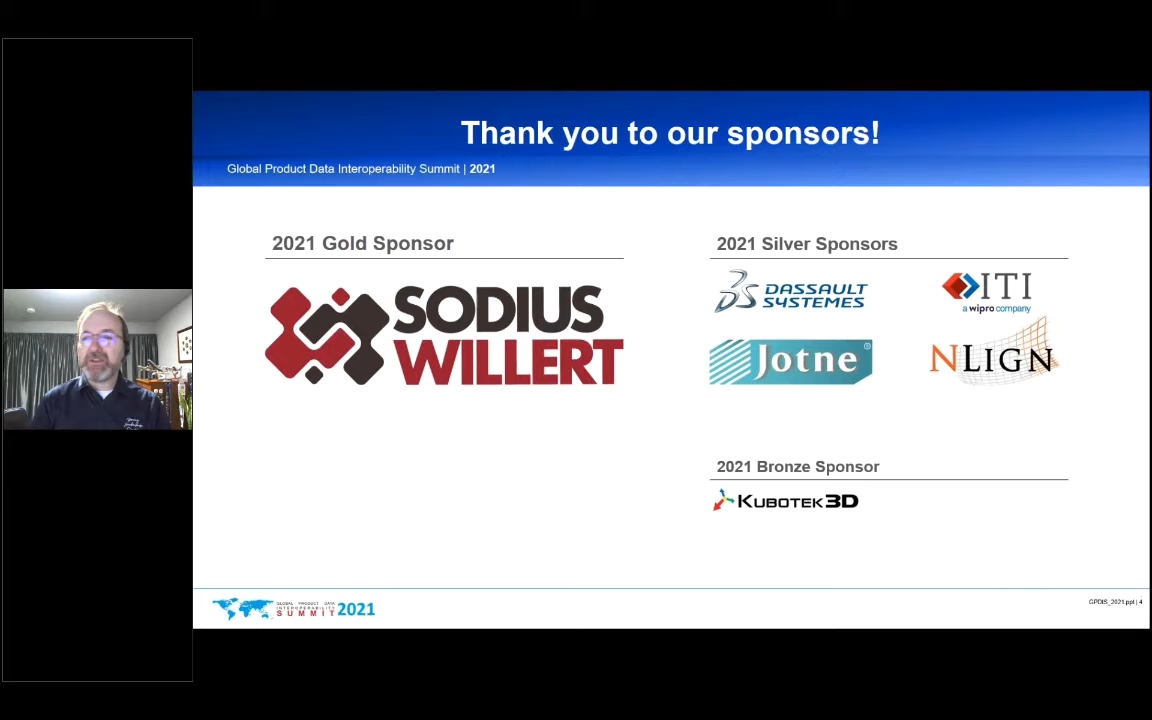 Thank you to our sponsors!
Global Product Data Interoperability Summit | 2021
2021 Gold Sponsor
SODIUS
WILLERT
2021 Silver Sponsors
DASSAULT
SYSTEMES
ITI
a wipro company
Jotne®
NLIGN
2021 Bronze Sponsor
KUBOTEK3D
GLOBAL PRODUCT DATA
INTEROPERABILITY
SUMMIT 2021
GPDIS_2021.ppt | 4